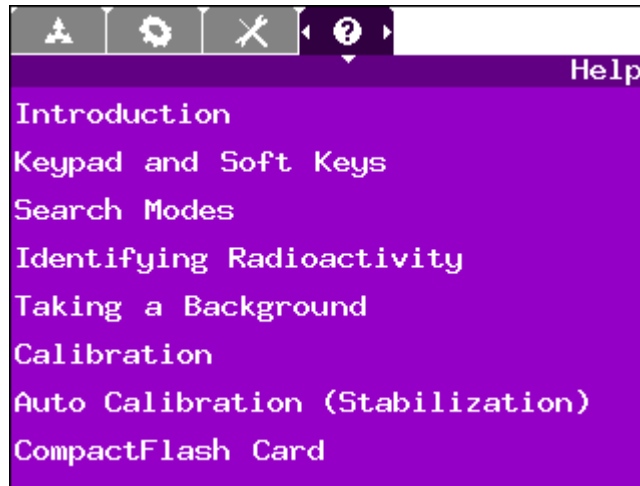 Help
Introduction
Keypad and Soft Keys
Search Modes
Identifying Radioactivity
Taking a Background
Calibration
Auto Calibration (Stabilization)
CompactFlash Card